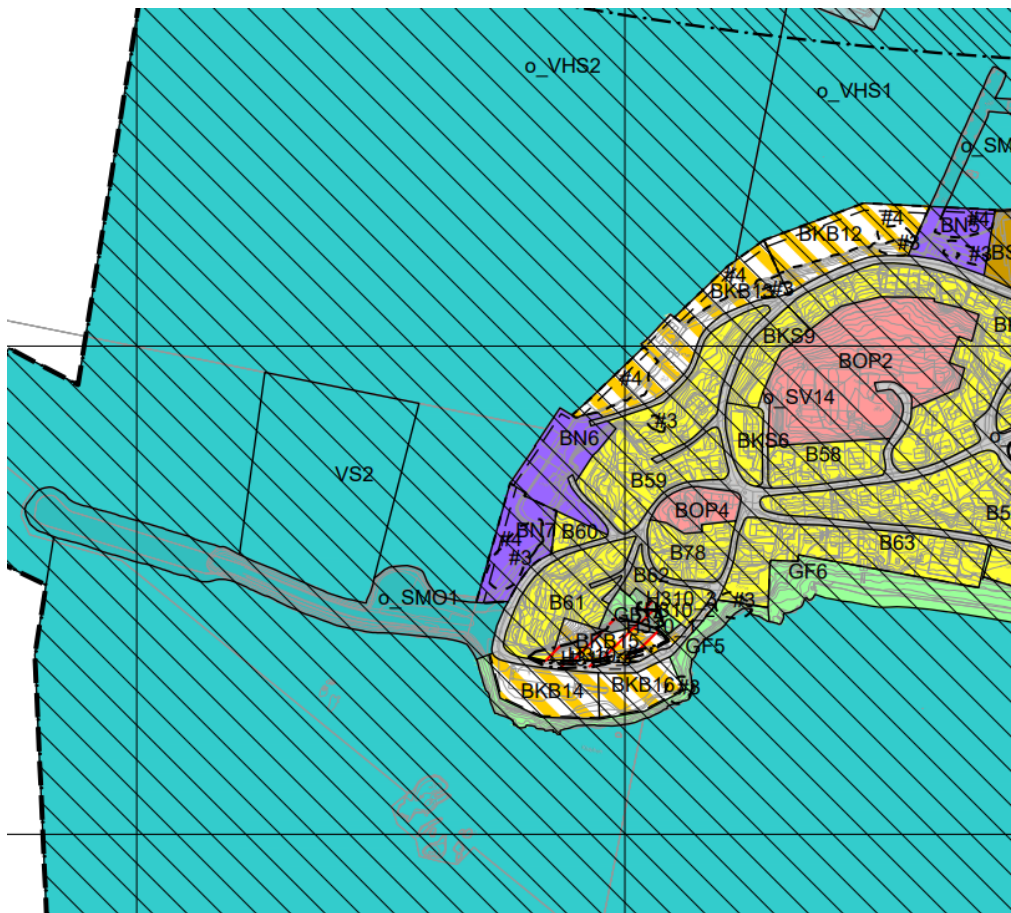 o_VHS2
o_VHS1
o_SM
#4
#4
BN5
BKB12
#3
#3
BS
#4
BKB13
#3
BKS9
BOP2
#4
o_SV14
#3
BN6
BKS6
B58
VS2
B59
BOP4
BN7
#4
B60
#3
B63
B78
B62
GF6
o_SMO1
B61
H310
#3
BKB15
GF5
BKB14
BKB16
#3